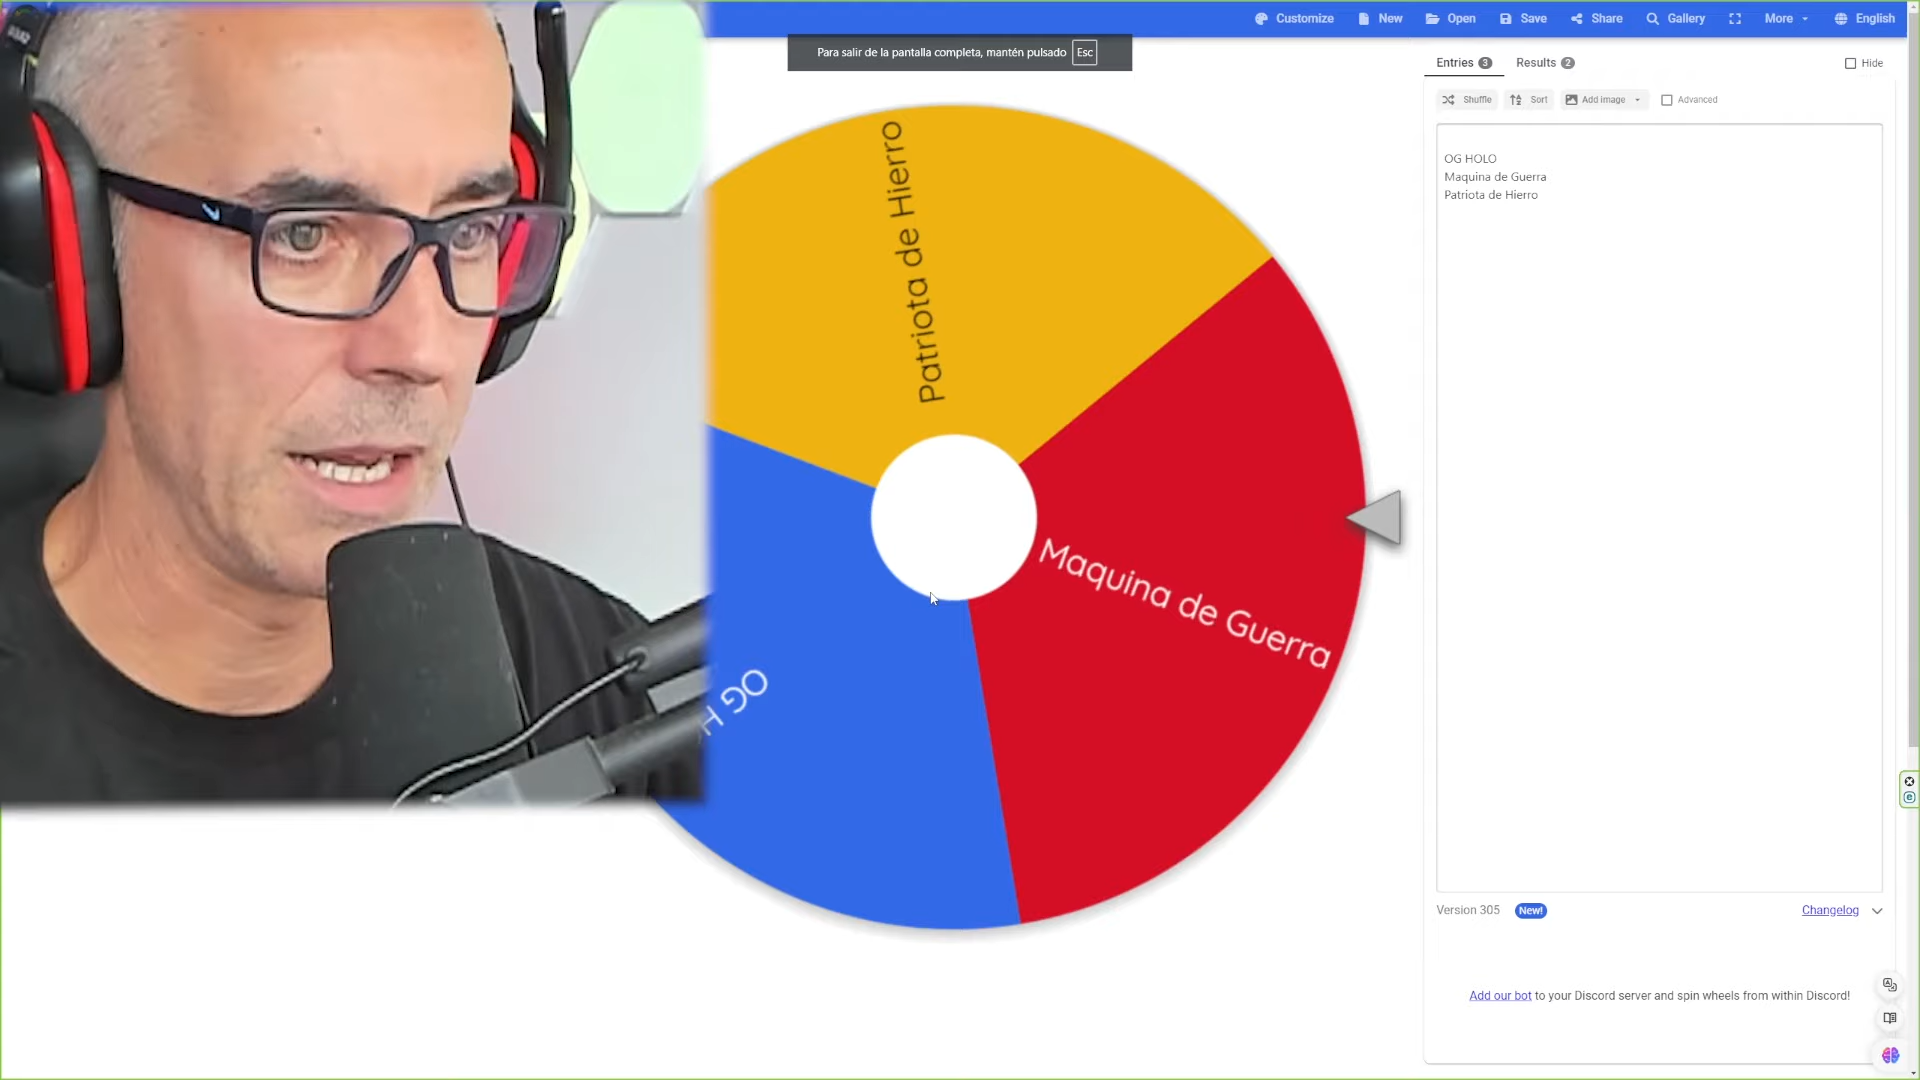 Customize New Open Save Share Gallery More English
Para salir de la pantalla completa, mantén pulsado Esc
Entries 3 Results 2 Hide
Shuffle Sort Add image Advanced
OG HOLO
Maquina de Guerra
Patriota de Hierro
Patriota de Hierro
Maquina de Guerra
OG H
Version 305 New! Changelog
Add our bot to your Discord server and spin wheels from within Discord!